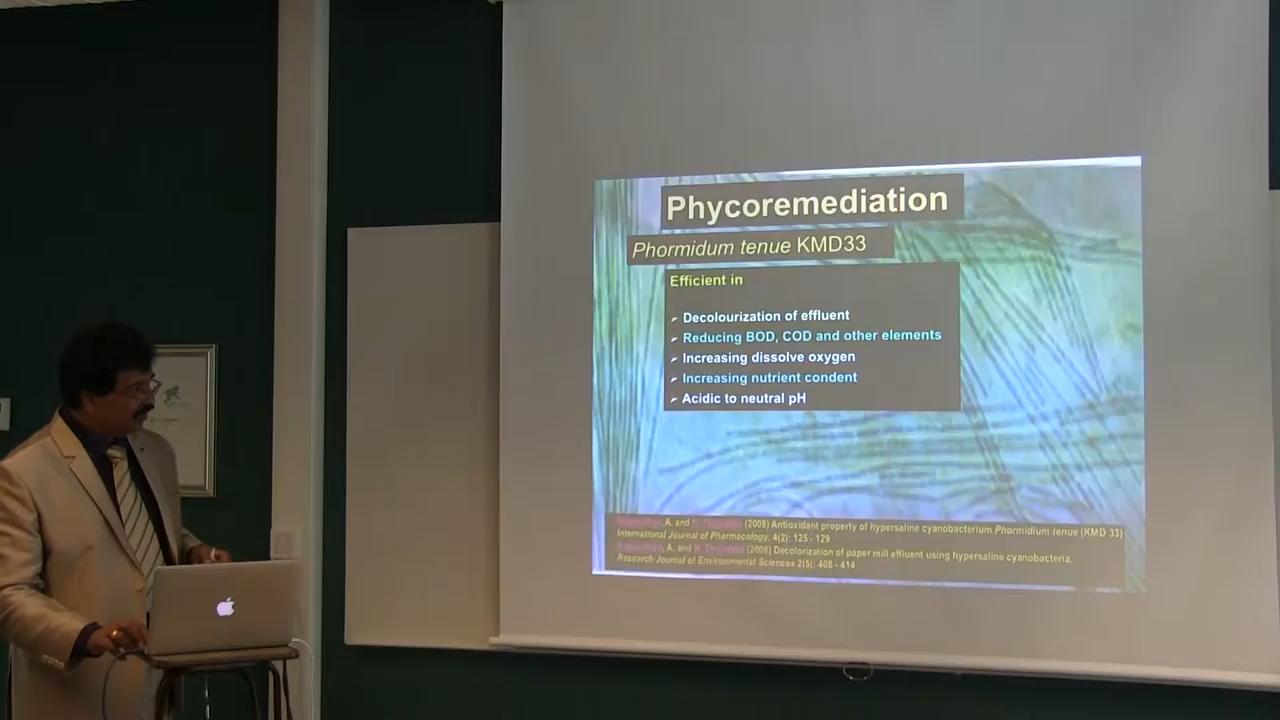 Phycoremediation
Phormidum tenue KMD33
Efficient in
➢ Decolourization of effluent
➢ Reducing BOD, COD and other elements
➢ Increasing dissolve oxygen
➢ Increasing nutrient condent
➢ Acidic to neutral pH
A. and (2008) Antioxidant property of hypersaline cyanobacterium Phormidium tenue (KMD 33)
International Journal of Pharmacology. 4(2): 125 - 129
A. and (2008) Decolorization of paper mill effluent using hypersaline cyanobacteria.
Research Journal of Environmental Sciences 2(5): 408 - 414